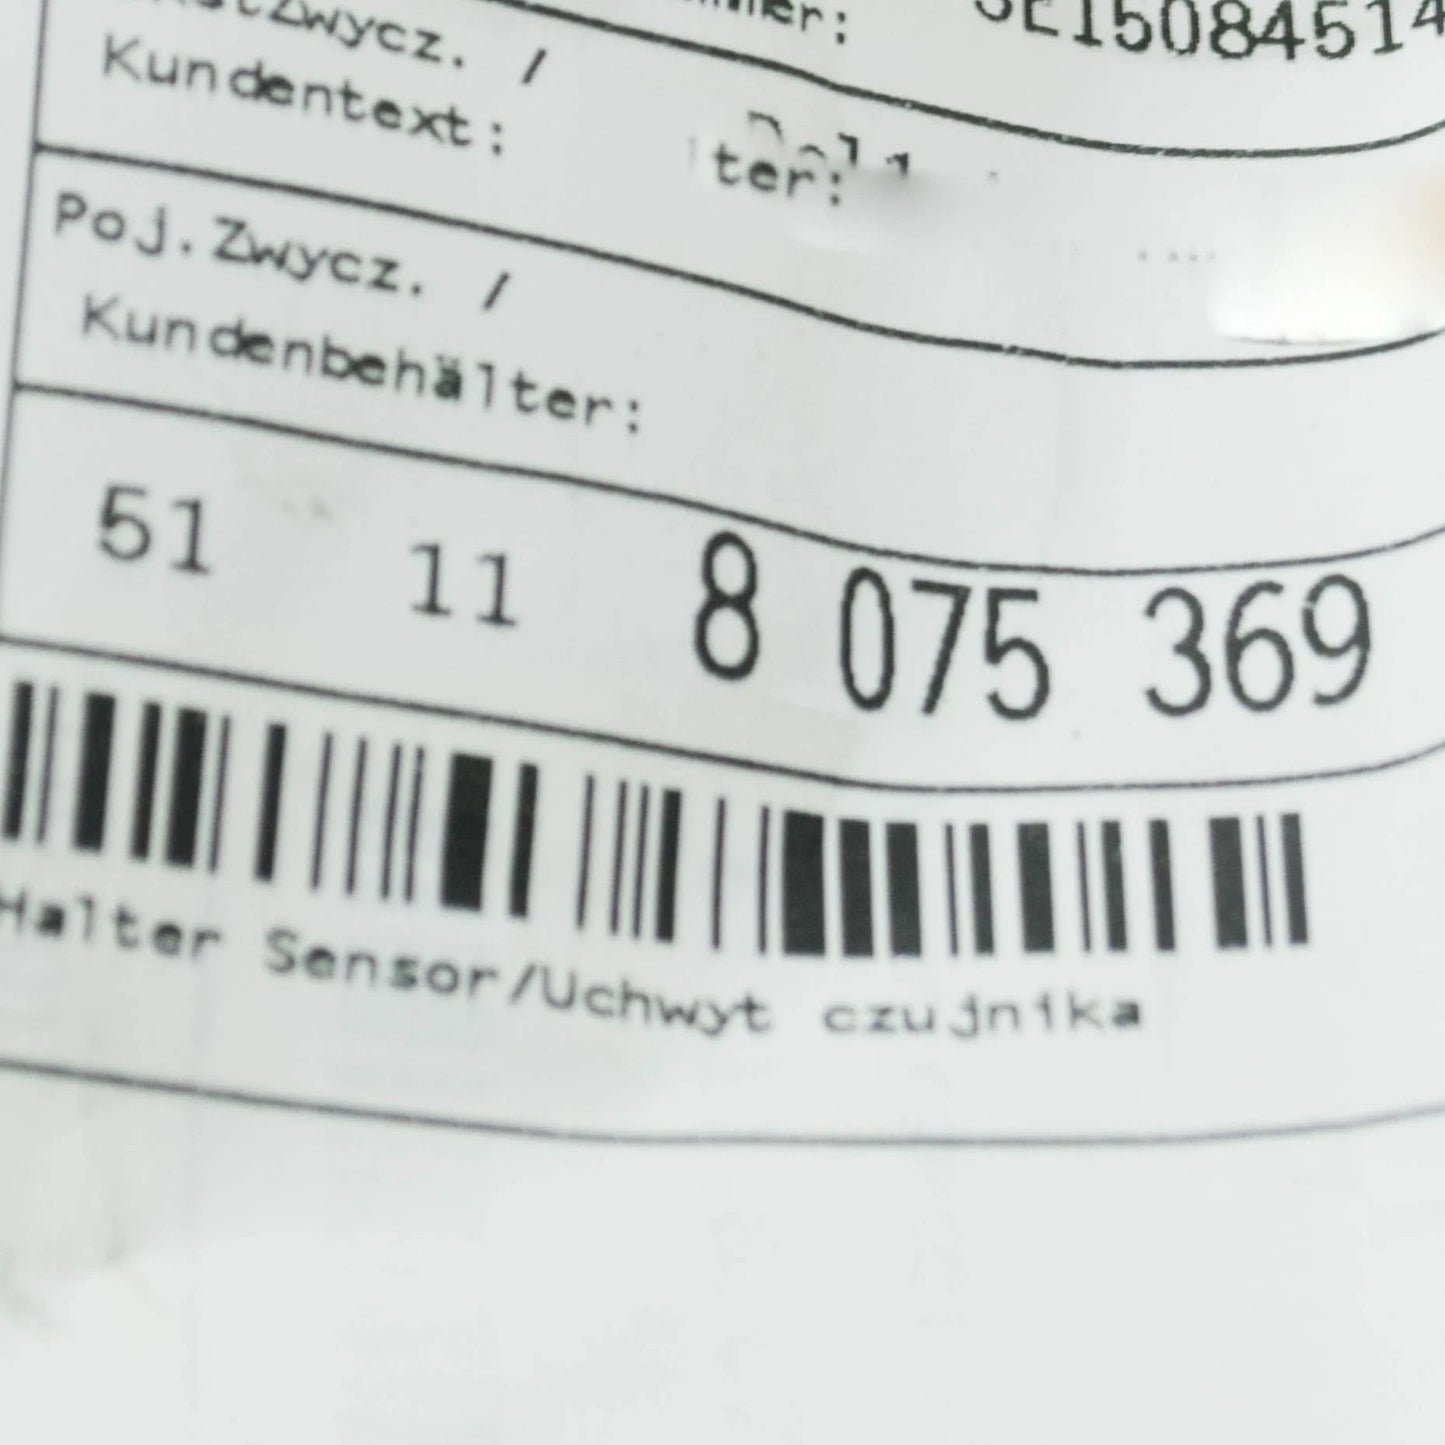 Kundentext:
ter:
Poj.Zwycz. /
Kundenbehälter:
51 11 8 075 369
Halter Sensor/Uchwyt czujnika